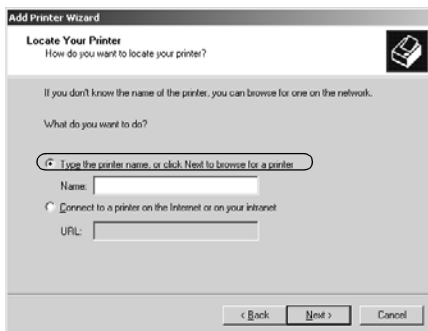 Add Printer Wizard
Locate Your Printer
How do you want to locate your printer?
If you don't know the name of the printer, you can browse for one on the network.
What do you want to do?
Type the printer name, or click Next to browse for a printer
Name:
Connect to a printer on the Internet or on your intranet
URL:
< Back Next > Cancel